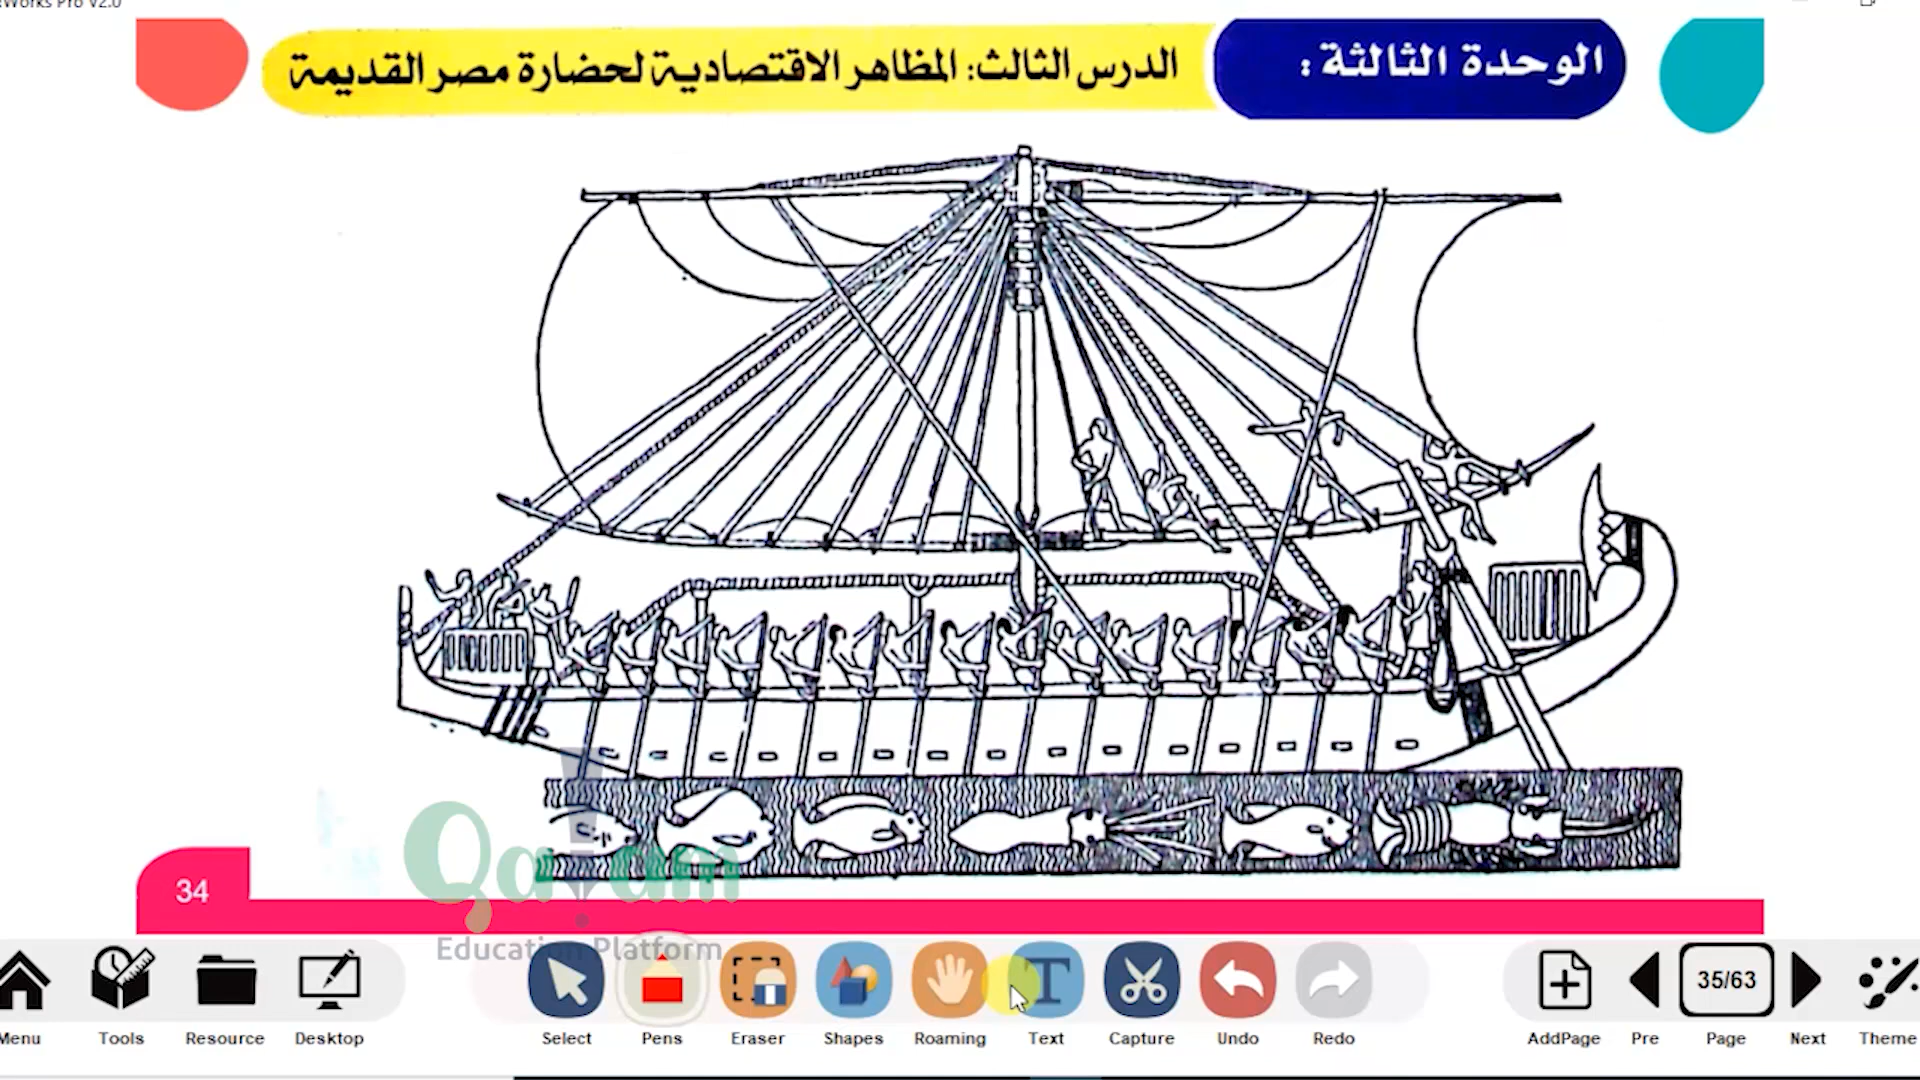 الوحدة الثالثة :
الدرس الثالث: المظاهر الاقتصادية لحضارة مصر القديمة
34
Qalam
Education Platform
35/63
Menu Tools Resource Desktop Select Pens Eraser Shapes Roaming Text Capture Undo Redo AddPage Pre Page Next Theme